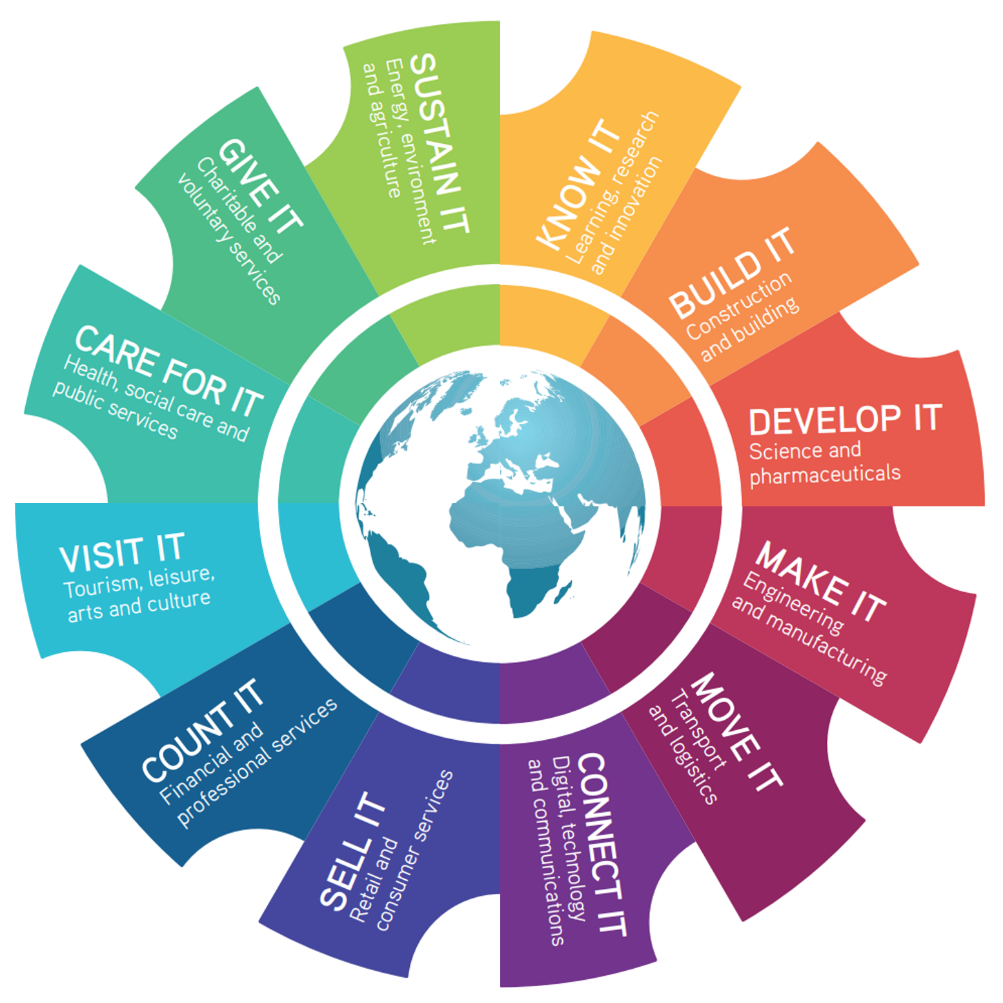 KNOW IT
Learning, research
and innovation
BUILD IT
Construction
and building
DEVELOP IT
Science and
pharmaceuticals
MAKE IT
Engineering
and manufacturing
MOVE IT
Transport
and logistics
CONNECT IT
Digital, technology
and communications
SELL IT
Retail and
consumer services
COUNT IT
Financial and
professional services
VISIT IT
Tourism, leisure,
arts and culture
CARE FOR IT
Health, social care and
public services
GIVE IT
Charitable and
voluntary services
SUSTAIN IT
Energy, environment
and agriculture